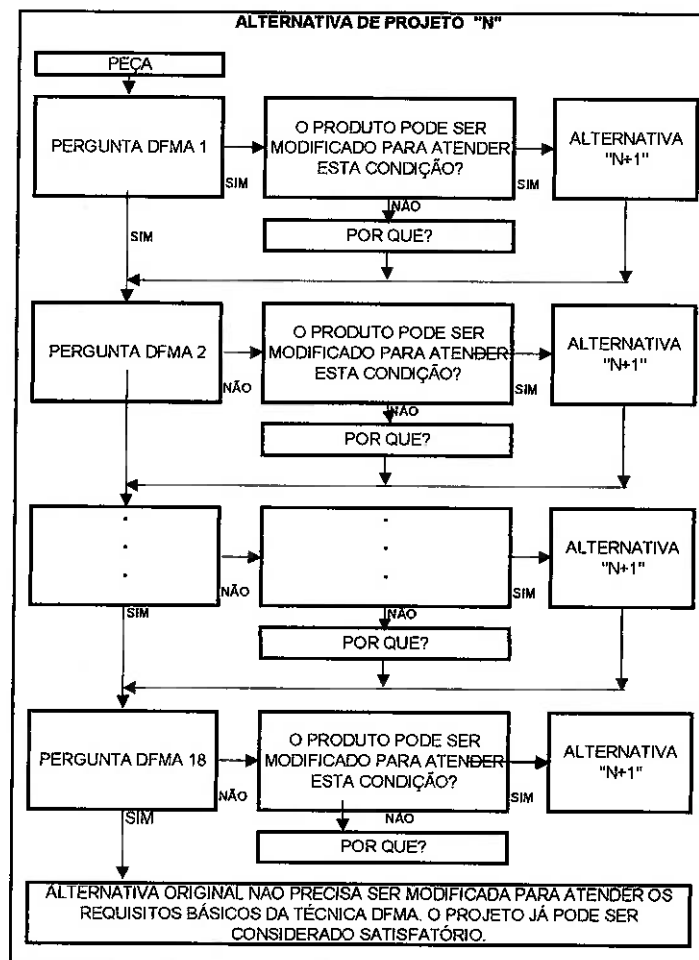 ALTERNATIVA DE PROJETO "N"
PEÇA
PERGUNTA DFMA 1
SIM
O PRODUTO PODE SER
MODIFICADO PARA ATENDER
ESTA CONDIÇÃO?
SIM
ALTERNATIVA
"N+1"
NÃO
POR QUE?
SIM
PERGUNTA DFMA 2
NÃO
O PRODUTO PODE SER
MODIFICADO PARA ATENDER
ESTA CONDIÇÃO?
SIM
ALTERNATIVA
"N+1"
NÃO
POR QUE?
.
.
.
NÃO
.
.
.
SIM
ALTERNATIVA
"N+1"
SIM
NÃO
POR QUE?
PERGUNTA DFMA 18
NÃO
O PRODUTO PODE SER
MODIFICADO PARA ATENDER
ESTA CONDIÇÃO?
SIM
ALTERNATIVA
"N+1"
SIM
NÃO
POR QUE?
ALTERNATIVA ORIGINAL NAO PRECISA SER MODIFICADA PARA ATENDER OS
REQUISITOS BÁSICOS DA TÉCNICA DFMA. O PROJETO JÁ PODE SER
CONSIDERADO SATISFATÓRIO.